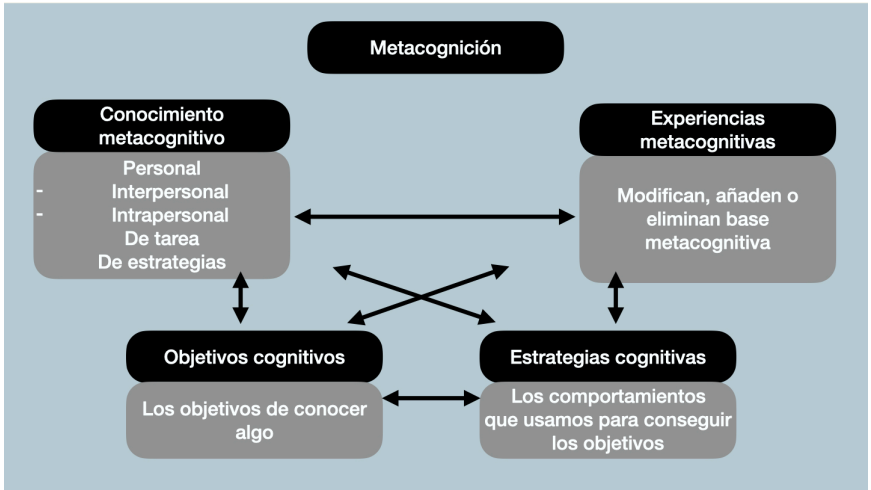 Metacognición
Conocimiento
metacognitivo
Personal
- Interpersonal
- Intrapersonal
De tarea
De estrategias
Experiencias
metacognitivas
Modifican, añaden o
eliminan base
metacognitiva
Objetivos cognitivos
Los objetivos de conocer
algo
Estrategias cognitivas
Los comportamientos
que usamos para conseguir
los objetivos